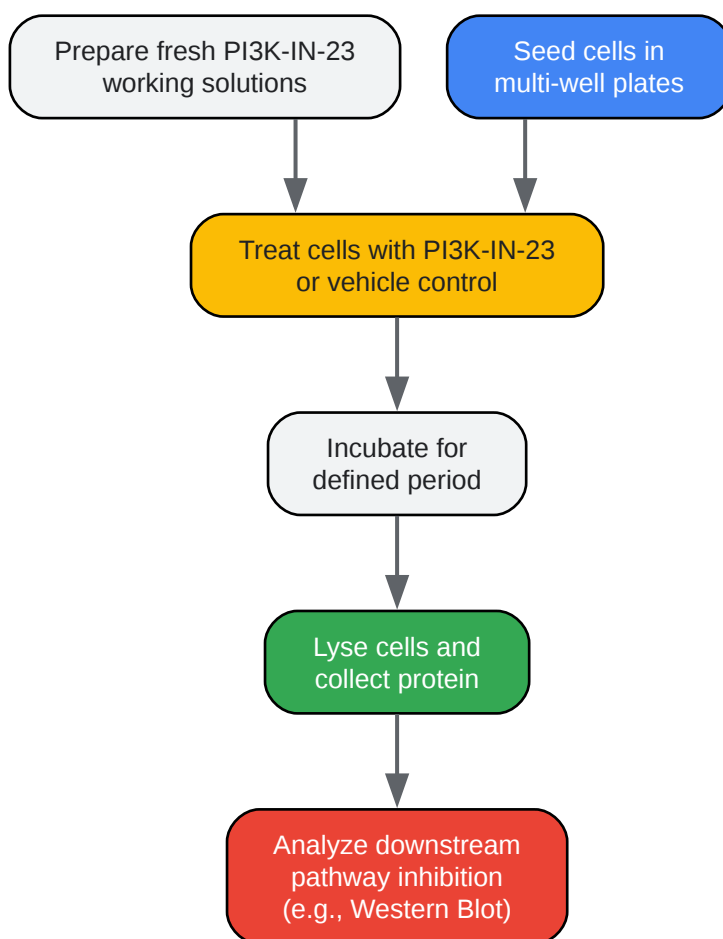 Prepare fresh PI3K-IN-23
working solutions
Seed cells in
multi-well plates
Treat cells with PI3K-IN-23
or vehicle control
Incubate for
defined period
Lyse cells and
collect protein
Analyze downstream
pathway inhibition
(e.g., Western Blot)